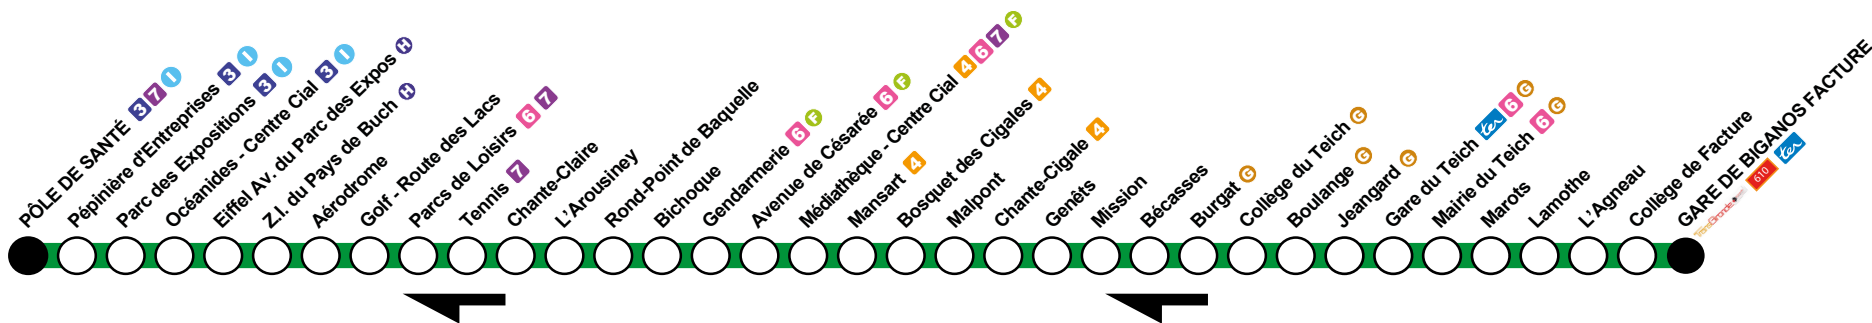 PÔLE DE SANTÉ 3 7 I
Pépinière d'Entreprises 3 I
Parc des Expositions 3 I
Océanides - Centre Cial 3 I
Eiffel Av. du Parc des Expos H
Z.I. du Pays de Buch H
Aérodrome
Golf - Route des Lacs
Parcs de Loisirs 6 7
Tennis 7
Chante-Claire
L'Arousiney
Rond-Point de Baquelle
Bichoque
Gendarmerie 6 F
Avenue de Césarée 6 F
Médiathèque - Centre Cial 4 6 7 F
Mansart 4
Bosquet des Cigales 4
Malpont
Chante-Cigale 4
Genêts
Mission
Bécasses
Burgat G
Collège du Teich G
Boulange G
Jeangard G
Gare du Teich ter 6 G
Mairie du Teich 6 G
Marots
Lamothe
L'Agneau
Collège de Facture
GARE DE BIGANOS FACTURE
TransGironde 610 ter